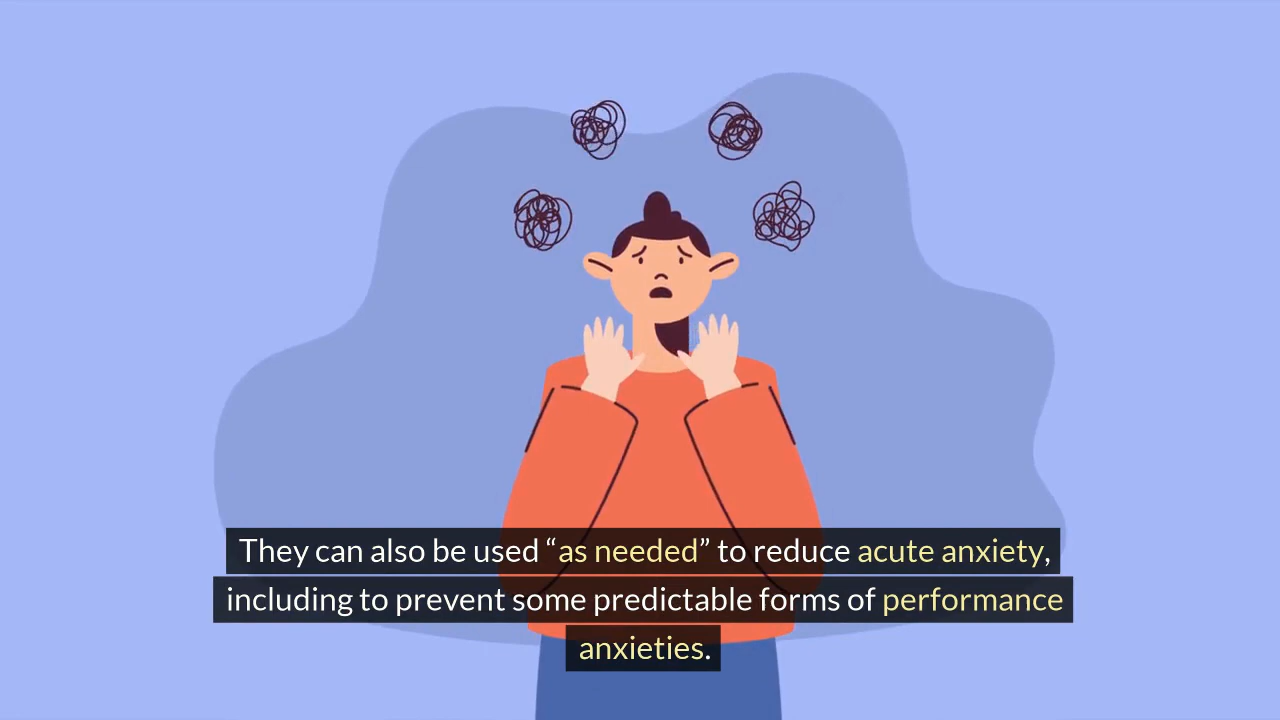 They can also be used “as needed” to reduce acute anxiety,
including to prevent some predictable forms of performance
anxieties.